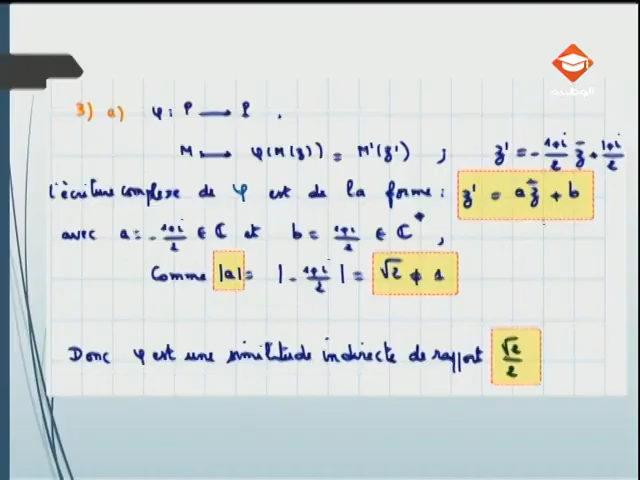 الوطنية
3) a) φ : P → P .
M ↦ φ(M(z)) = M'(z') ; z' = - 1+i/2 z̄ + 1+i/2
l'écriture complexe de φ est de la forme : z' = a z̄ + b
avec a = - 1+i/2 ∈ ℂ et b = 1+i/2 ∈ ℂ* ,
Comme |a| = | - 1+i/2 | = √2 ≠ 1
Donc φ est une similitude indirecte de rapport √2/2